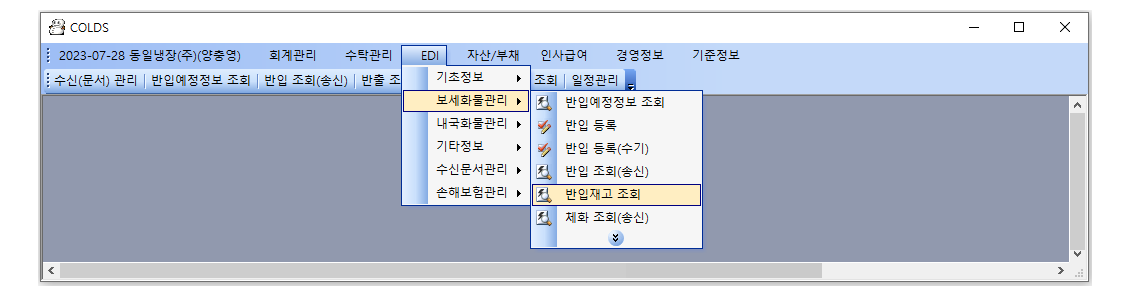 COLDS
2023-07-28 동일냉장(주)(양충영) 회계관리 수탁관리 EDI 자산/부채 인사급여 경영정보 기준정보
수신(문서) 관리 반입예정정보 조회 반입 조회(송신) 반출 조 조회 일정관리
기초정보
보세화물관리
내국화물관리
기타정보
수신문서관리
손해보험관리
반입예정정보 조회
반입 등록
반입 등록(수기)
반입 조회(송신)
반입재고 조회
체화 조회(송신)